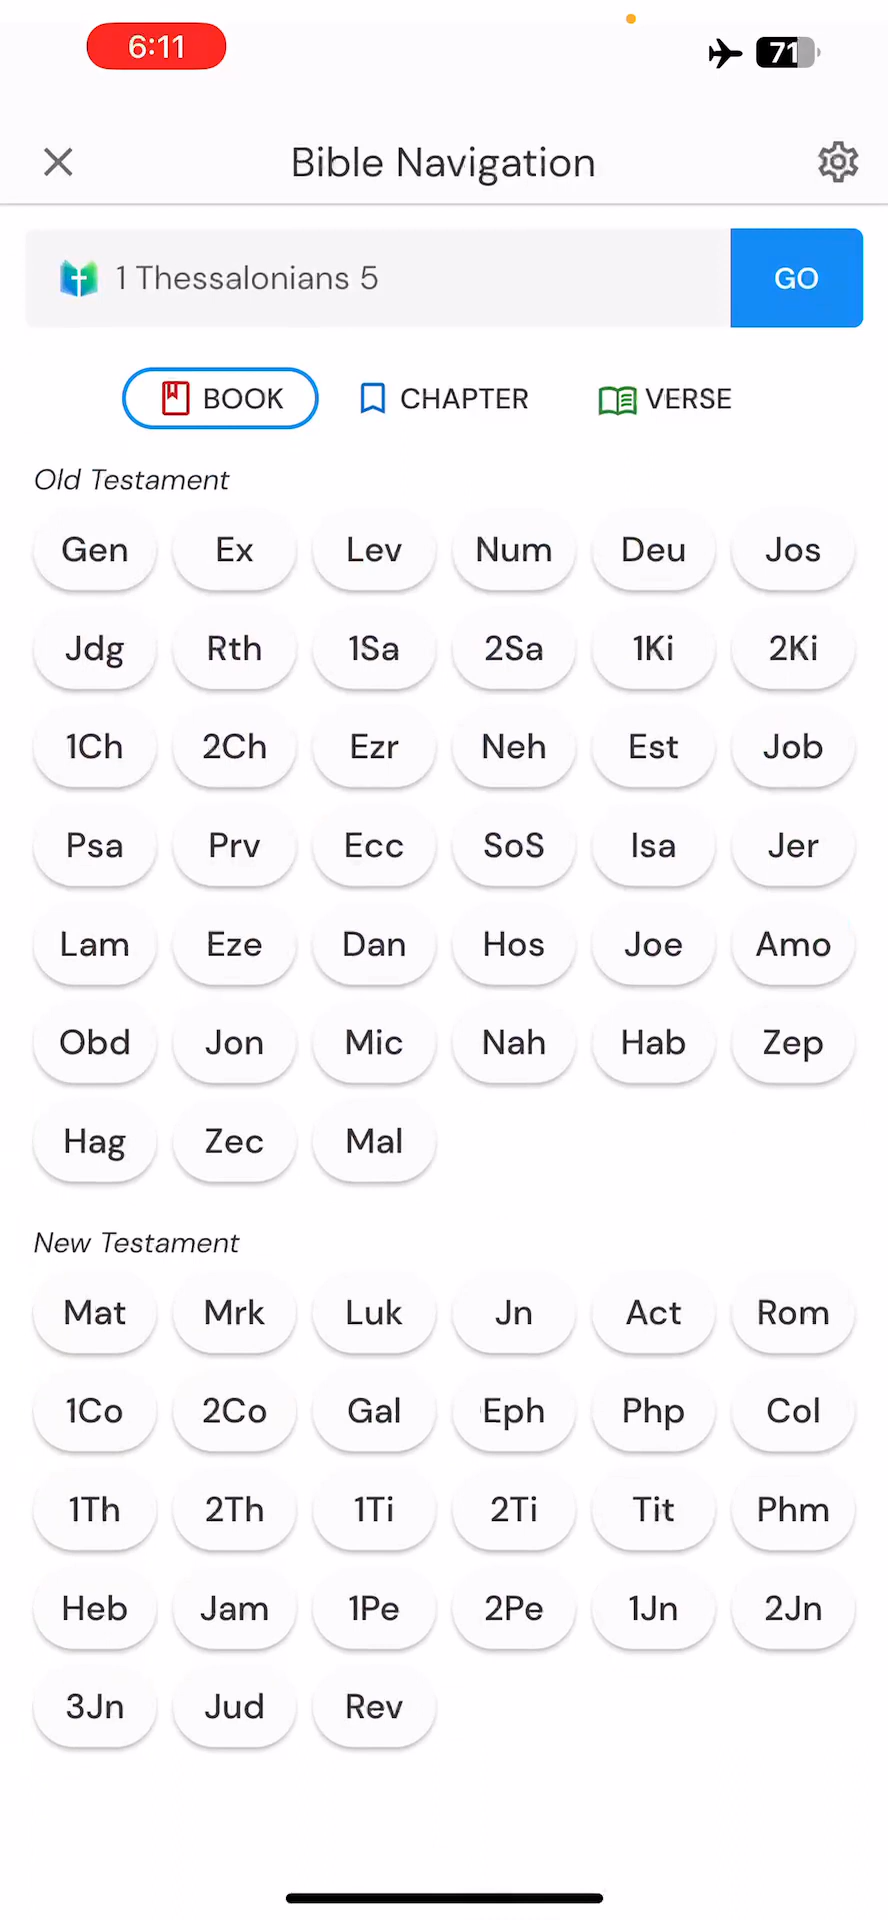 6:11
71
Bible Navigation
1 Thessalonians 5
GO
BOOK CHAPTER VERSE
Old Testament
Gen Ex Lev Num Deu Jos
Jdg Rth 1Sa 2Sa 1Ki 2Ki
1Ch 2Ch Ezr Neh Est Job
Psa Prv Ecc SoS Isa Jer
Lam Eze Dan Hos Joe Amo
Obd Jon Mic Nah Hab Zep
Hag Zec Mal
New Testament
Mat Mrk Luk Jn Act Rom
1Co 2Co Gal Eph Php Col
1Th 2Th 1Ti 2Ti Tit Phm
Heb Jam 1Pe 2Pe 1Jn 2Jn
3Jn Jud Rev